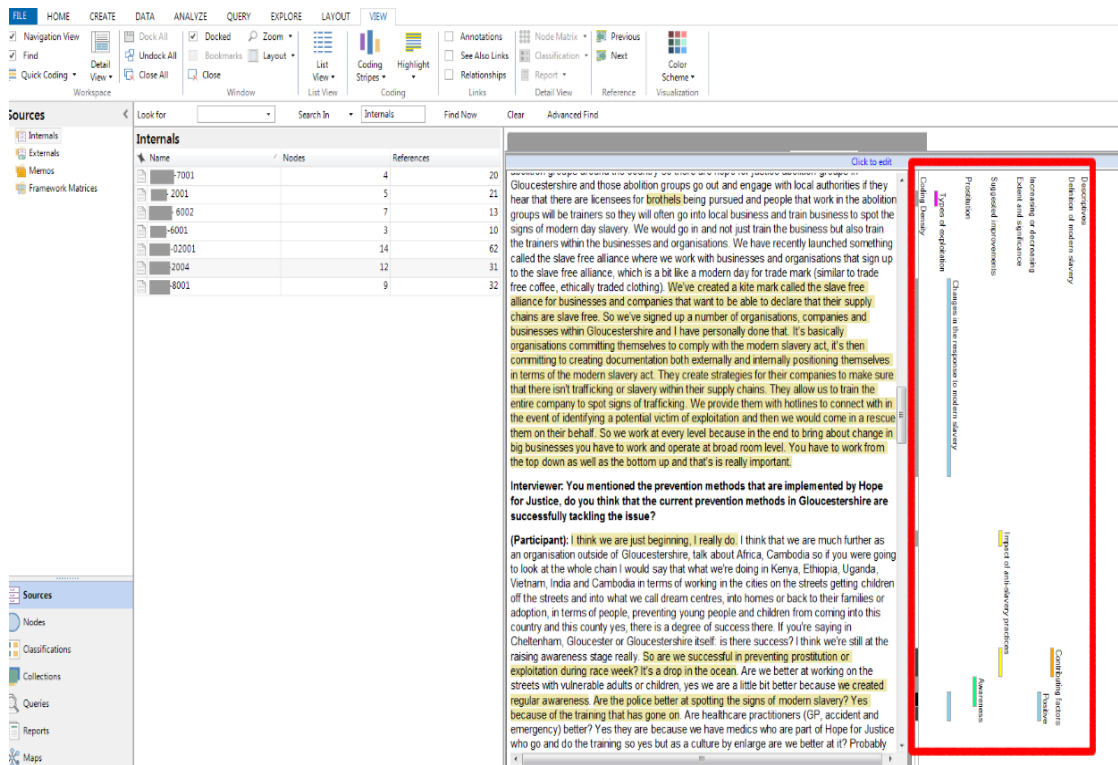 FILE HOME CREATE DATA ANALYZE QUERY EXPLORE LAYOUT VIEW
Navigation View
Find
Quick Coding
Detail View
Workspace
Dock All
Undock All
Close All
Docked
Bookmarks
Close
Zoom
Layout
Window
List View
List View
Coding Stripes
Highlight
Coding
Annotations
See Also Links
Relationships
Links
Node Matrix
Classification
Report
Detail View
Previous
Next
Reference
Color Scheme
Visualization
Sources
Look for Search In Internals Find Now Clear Advanced Find
Internals
Externals
Memos
Framework Matrices
Internals
Name Nodes References
-7001 4 20
- 2001 5 21
- 6002 7 13
-6001 3 10
-02001 14 62
-2004 12 31
-8001 9 32
Sources
Nodes
Classifications
Collections
Queries
Reports
Maps
Click to edit
Gloucestershire and those abolition groups go out and engage with local authorities if they
hear that there are licensees for brothels being pursued and people that work in the abolition
groups will be trainers so they will often go into local business and train business to spot the
signs of modern day slavery. We would go in and not just train the business but also train
the trainers within the businesses and organisations. We have recently launched something
called the slave free alliance where we work with businesses and organisations that sign up
to the slave free alliance, which is a bit like a modern day for trade mark (similar to trade
free coffee, ethically traded clothing). We've created a kite mark called the slave free
alliance for businesses and companies that want to be able to declare that their supply
chains are slave free. So we've signed up a number of organisations, companies and
businesses within Gloucestershire and I have personally done that. It's basically
organisations committing themselves to comply with the modern slavery act, it's then
committing to creating documentation both externally and internally positioning themselves
in terms of the modern slavery act. They create strategies for their companies to make sure
that there isn't trafficking or slavery within their supply chains. They allow us to train the
entire company to spot signs of trafficking. We provide them with hotlines to connect with in
the event of identifying a potential victim of exploitation and then we would come in a rescue
them on their behalf. So we work at every level because in the end to bring about change in
big businesses you have to work and operate at broad room level. You have to work from
the top down as well as the bottom up and that's is really important.
Interviewer: You mentioned the prevention methods that are implemented by Hope
for Justice, do you think that the current prevention methods in Gloucestershire are
successfully tackling the issue?
(Participant): I think we are just beginning, I really do. I think that we are much further as
an organisation outside of Gloucestershire, talk about Africa, Cambodia so if you were going
to look at the whole chain I would say that what we're doing in Kenya, Ethiopia, Uganda,
Vietnam, India and Cambodia in terms of working in the cities on the streets getting children
off the streets and into what we call dream centres, into homes or back to their families or
adoption, in terms of people, preventing young people and children from coming into this
country and this county yes, there is a degree of success there. If you're saying in
Cheltenham, Gloucester or Gloucestershire itself: is there success? I think we're still at the
raising awareness stage really. So are we successful in preventing prostitution or
exploitation during race week? It's a drop in the ocean. Are we better at working on the
streets with vulnerable adults or children, yes we are a little bit better because we created
regular awareness. Are the police better at spotting the signs of modern slavery? Yes
because of the training that has gone on. Are healthcare practitioners (GP, accident and
emergency) better? Yes they are because we have medics who are part of Hope for Justice
who go and do the training so yes but as a culture by enlarge are we better at it? Probably
Coding Density
Types of exploitation
Changes in the response to modern slavery
Prostitution
Awareness
Suggested improvements
Impact of anti-slavery practices
Extent and significance
Increasing or decreasing
Positive
Contributing factors
Definition of modern slavery
Descriptives